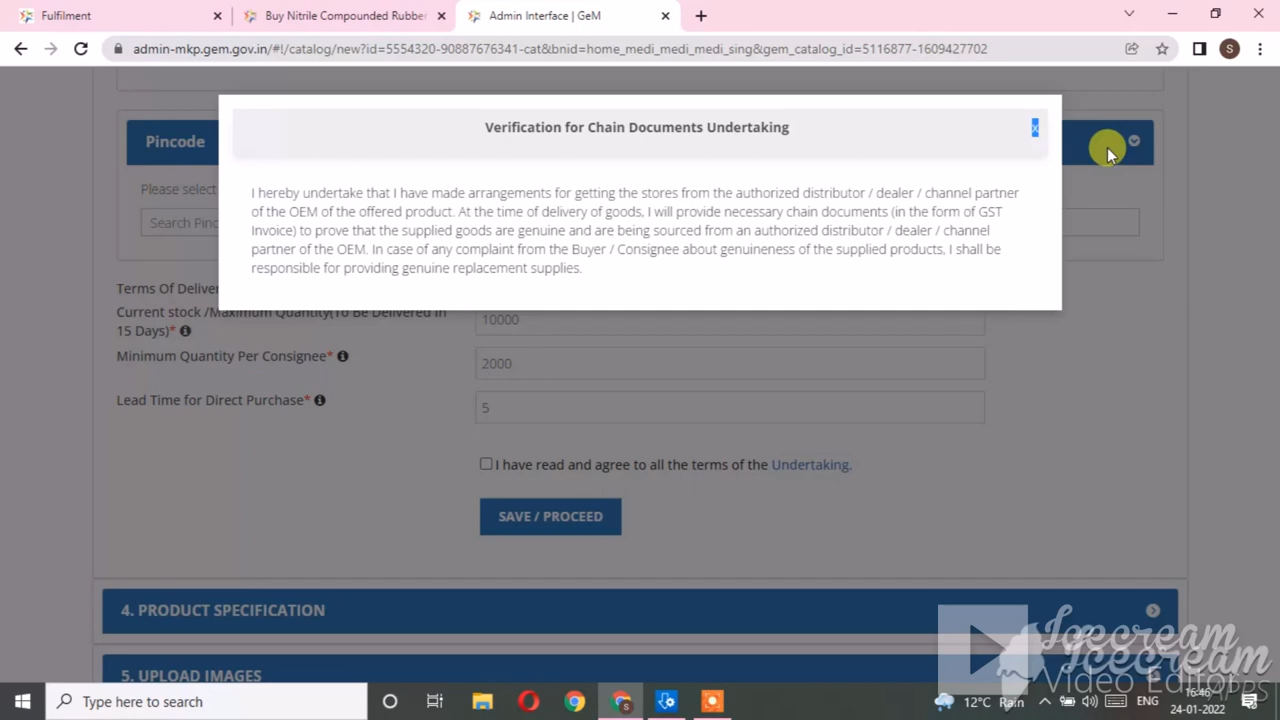 Fulfilment
Buy Nitrile Compounded Rubber
Admin Interface | GeM
admin-mkp.gem.gov.in/#!/catalog/new?id=5554320-90887676341-cat&bnid=home_medi_medi_medi_sing&gem_catalog_id=5116877-1609427702
S
Verification for Chain Documents Undertaking
x
Pincode
I hereby undertake that I have made arrangements for getting the stores from the authorized distributor / dealer / channel partner
of the OEM of the offered product. At the time of delivery of goods, I will provide necessary chain documents (in the form of GST
Invoice) to prove that the supplied goods are genuine and are being sourced from an authorized distributor / dealer / channel
partner of the OEM. In case of any complaint from the Buyer / Consignee about genuineness of the supplied products, I shall be
responsible for providing genuine replacement supplies.
Please select
Search Pinc
Terms Of Deliver
Current stock /Maximum Quantity(To Be Delivered In
15 Days)*
10000
Minimum Quantity Per Consignee*
2000
Lead Time for Direct Purchase*
5
I have read and agree to all the terms of the Undertaking.
SAVE / PROCEED
4. PRODUCT SPECIFICATION
5. UPLOAD IMAGES
Icecream
Icecream
Video Editor
APPS
Type here to search
12°C Rain
ENG
16:46
24-01-2022